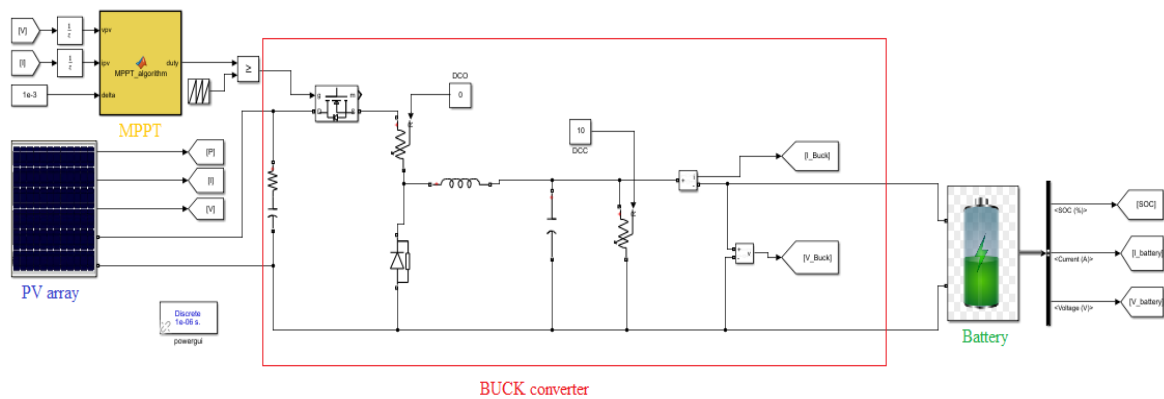 [V]
1
z
vpv
[I]
1
z
ipv
MPPT_algorithm
duty
1e-3
delta
MPPT
≥
g
m
D
S
DCO
0
10
DCC
[P]
[I]
[V]
PV array
Discrete
1e-06 s.
powergui
+
i
-
[I_Buck]
+
v
-
[V_Buck]
BUCK converter
Battery
<SOC (%)>
[SOC]
<Current (A)>
[I_battery]
<Voltage (V)>
[V_battery]